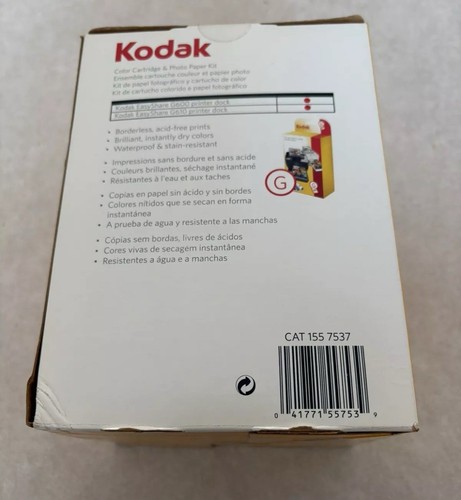 Kodak
Color Cartridge & Photo Paper Kit
Ensemble cartouche couleur et papier photo
Kit de papel fotográfico y cartucho de color
Kit de cartucho colorido e papel fotográfico
Kodak EasyShare G600 printer dock
Kodak EasyShare G610 printer dock
• Borderless, acid-free prints
• Brilliant, instantly dry colors
• Waterproof & stain-resistant
• Impressions sans bordure et sans acide
• Couleurs brillantes, séchage instantané
• Résistantes à l'eau et aux taches
G
• Copias en papel sin ácido y sin bordes
• Colores nítidos que se secan en forma
instantánea
• A prueba de agua y resistente a las manchas
• Cópias sem bordas, livres de ácidos
• Cores vivas de secagem instantânea
• Resistentes a água e a manchas
CAT 155 7537
0 41771 55753 9